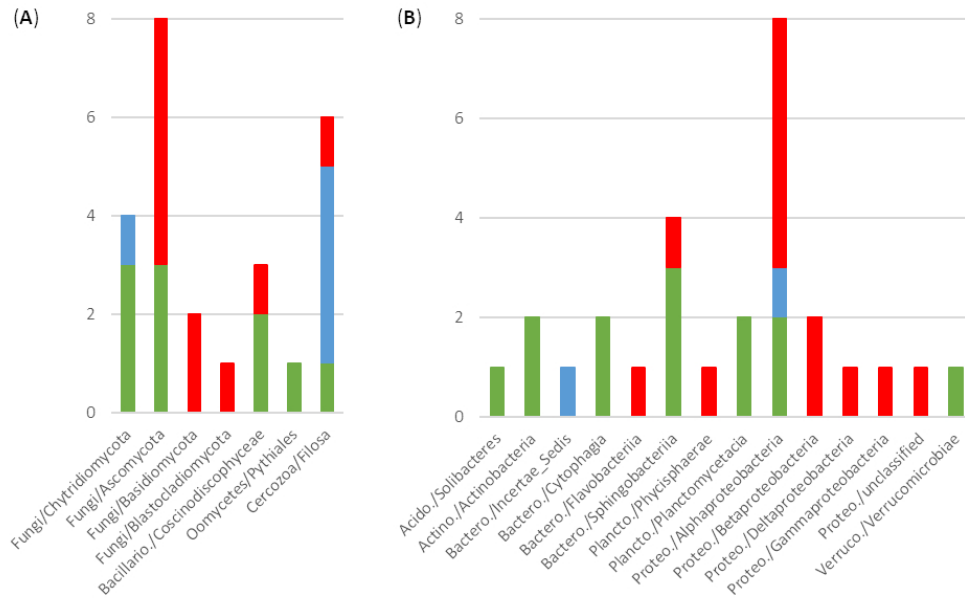 (A)
8
6
4
2
0
Fungi/Chytridiomycota
Fungi/Ascomycota
Fungi/Basidiomycota
Fungi/Blastocladiomycota
Bacillario./Coscinodiscophyceae
Oomycetes/Pythiales
Cercozoa/Filosa
(B)
8
6
4
2
0
Acido./Solibacteres
Actino./Actinobacteria
Bactero./Incertae_Sedis
Bactero./Cytophagia
Bactero./Flavobacteriia
Bactero./Sphingobacteriia
Plancto./Phycisphaerae
Plancto./Planctomycetacia
Proteo./Alphaproteobacteria
Proteo./Betaproteobacteria
Proteo./Deltaproteobacteria
Proteo./Gammaproteobacteria
Proteo./unclassified
Verruco./Verrucomicrobiae